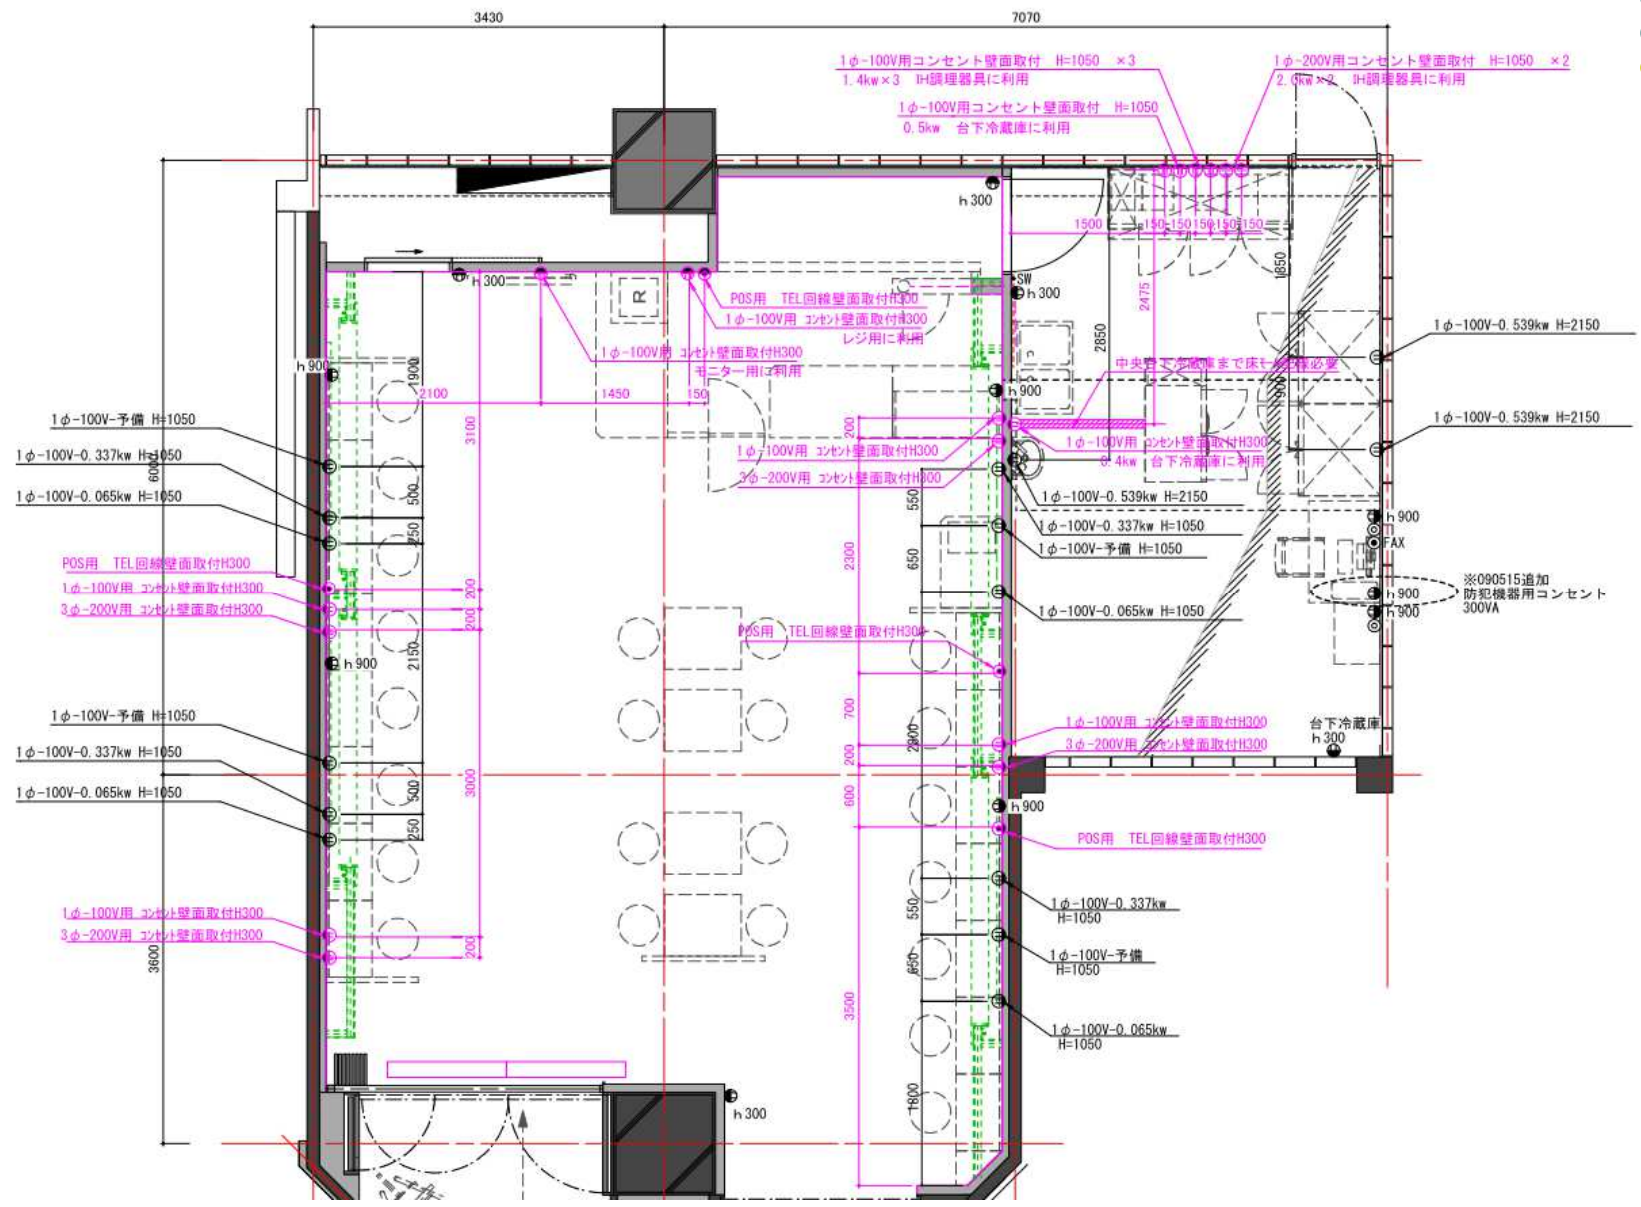 3430
7070
1φ-100V用コンセント壁面取付 H=1050 ×3
1.4kw×3 IH調理器具に利用
1φ-200V用コンセント壁面取付 H=1050 ×2
2.0kw×2 IH調理器具に利用
1φ-100V用コンセント壁面取付 H=1050
0.5kw 台下冷蔵庫に利用
h300
1500
150
150
150
150
150
h300
SW
h300
1850
2475
2850
R
POS用 TEL回線壁面取付H300
1φ-100V用 コンセント壁面取付H300
レジ用に利用
1φ-100V用 コンセント壁面取付H300
モニター用に利用
1φ-100V-0.539kw H=2150
h900
1900
2100
1450
150
h900
h900
1φ-100V-予備 H=1050
3100
200
1φ-100V-0.539kw H=2150
1φ-100V用 コンセント壁面取付H300
1φ-100V用 コンセント壁面取付H300
0.4kw 台下冷蔵庫に利用
3φ-200V用 コンセント壁面取付H300
1φ-100V-0.337kw H=1050
6000
1φ-100V-0.065kw H=1050
500
250
550
1φ-100V-0.539kw H=2150
1φ-100V-0.337kw H=1050
1φ-100V-予備 H=1050
h900
FAX
650
2300
POS用 TEL回線壁面取付H300
1φ-100V用 コンセント壁面取付H300
3φ-200V用 コンセント壁面取付H300
200
200
1φ-100V-0.065kw H=1050
h900
h900
※090515追加
防犯機器用コンセント
300VA
POS用 TEL回線壁面取付H300
h900
2150
1φ-100V-予備 H=1050
700
2900
1φ-100V用 コンセント壁面取付H300
3φ-200V用 コンセント壁面取付H300
台下冷蔵庫
h300
1φ-100V-0.337kw H=1050
200
1φ-100V-0.065kw H=1050
3000
500
250
600
h900
POS用 TEL回線壁面取付H300
1φ-100V用 コンセント壁面取付H300
3φ-200V用 コンセント壁面取付H300
200
550
1φ-100V-0.337kw
H=1050
3600
650
1φ-100V-予備
H=1050
3500
1φ-100V-0.065kw
H=1050
1800
h300